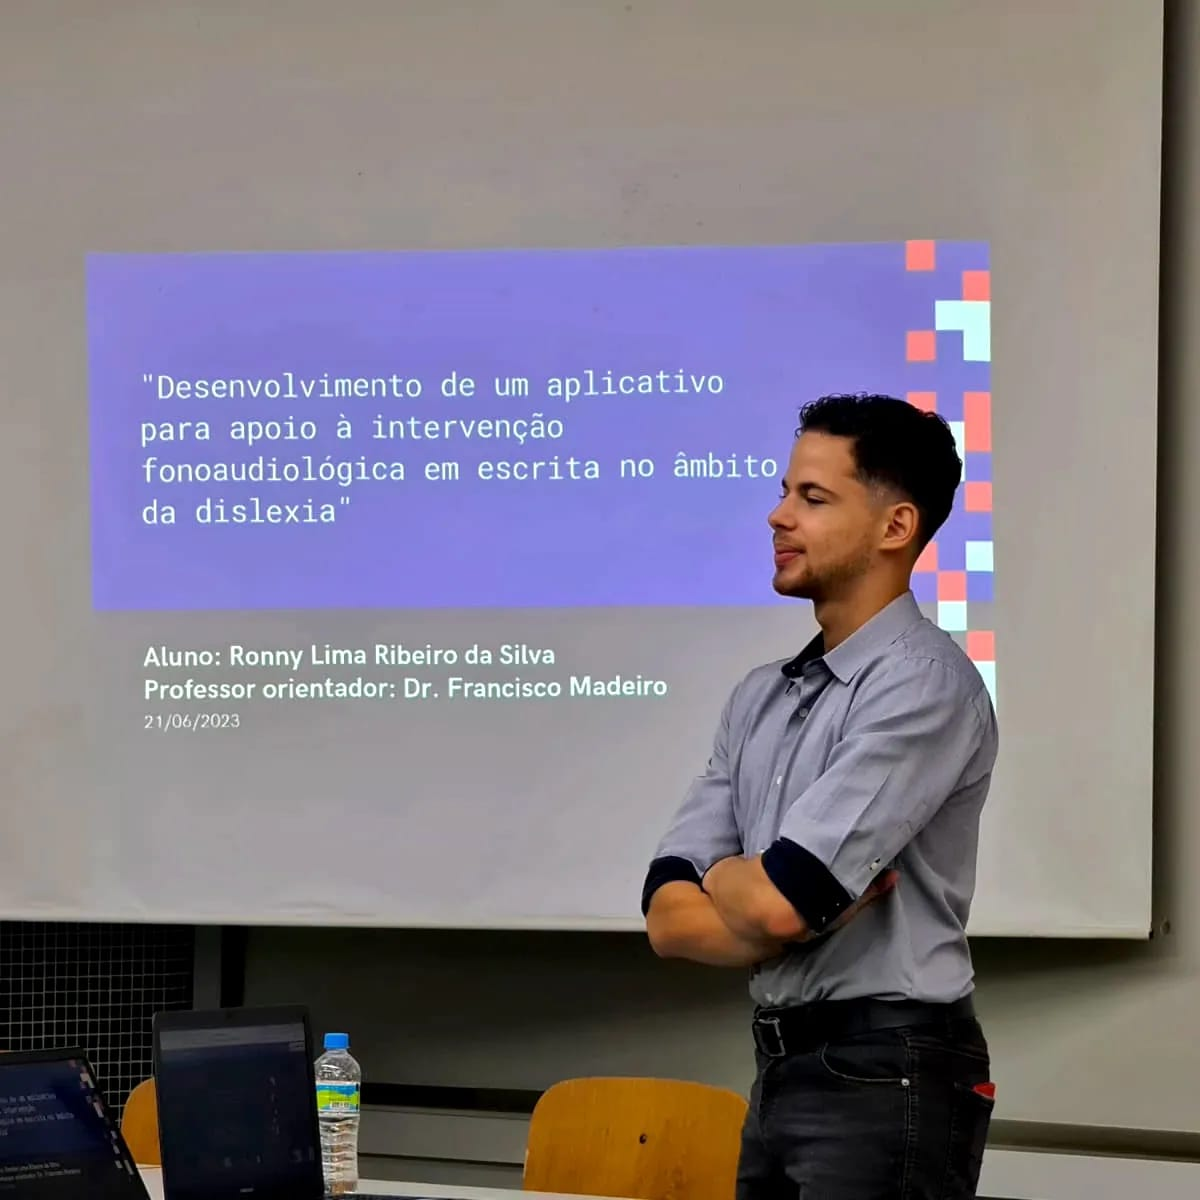 "Desenvolvimento de um aplicativo
para apoio à intervenção
fonoaudiológica em escrita no âmbito
da dislexia"
Aluno: Ronny Lima Ribeiro da Silva
Professor orientador: Dr. Francisco Madeiro
21/06/2023